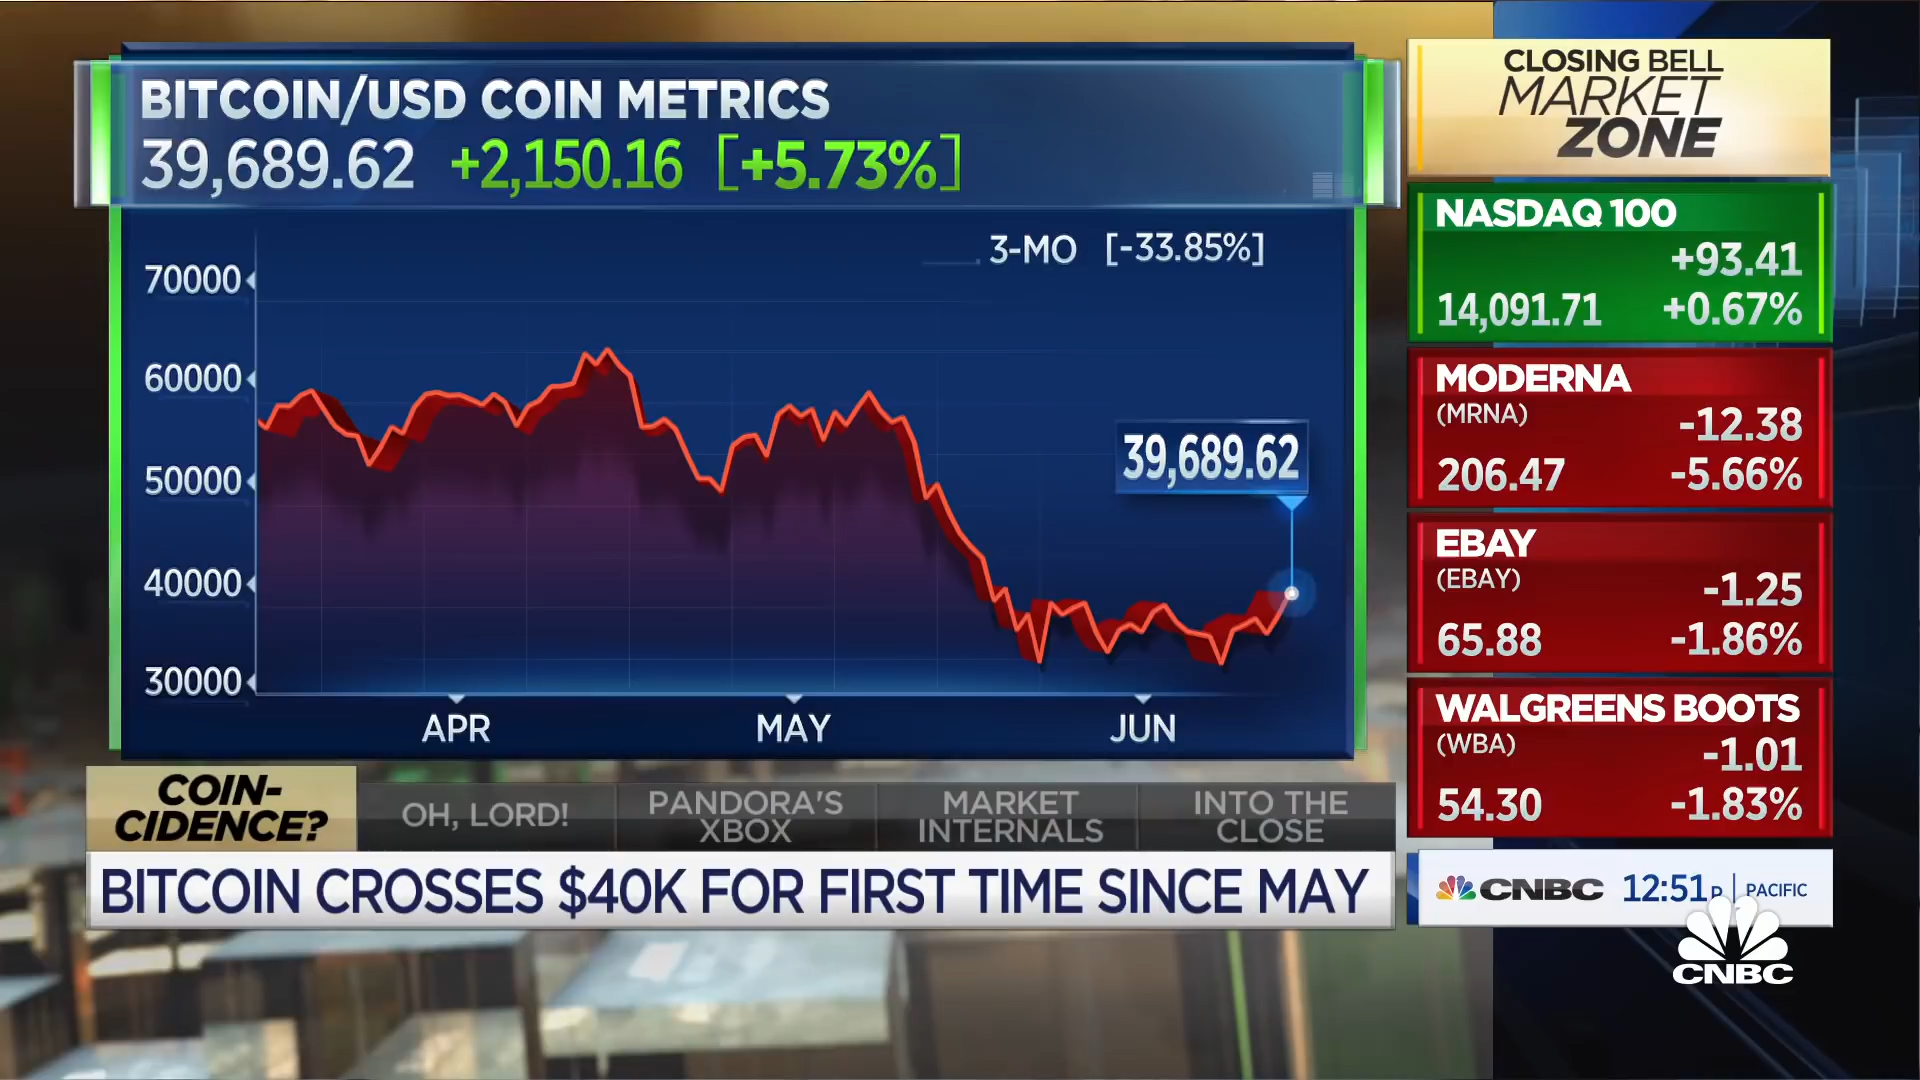 BITCOIN/USD COIN METRICS
39,689.62 +2,150.16 [+5.73%]
3-MO [-33.85%]
70000
60000
50000
40000
30000
39,689.62
APR MAY JUN
COIN-
CIDENCE?
OH, LORD!
PANDORA'S
XBOX
MARKET
INTERNALS
INTO THE
CLOSE
BITCOIN CROSSES $40K FOR FIRST TIME SINCE MAY
CLOSING BELL
MARKET
ZONE
NASDAQ 100
+93.41
14,091.71 +0.67%
MODERNA
(MRNA) -12.38
206.47 -5.66%
EBAY
(EBAY) -1.25
65.88 -1.86%
WALGREENS BOOTS
(WBA) -1.01
54.30 -1.83%
CNBC 12:51P PACIFIC
CNBC